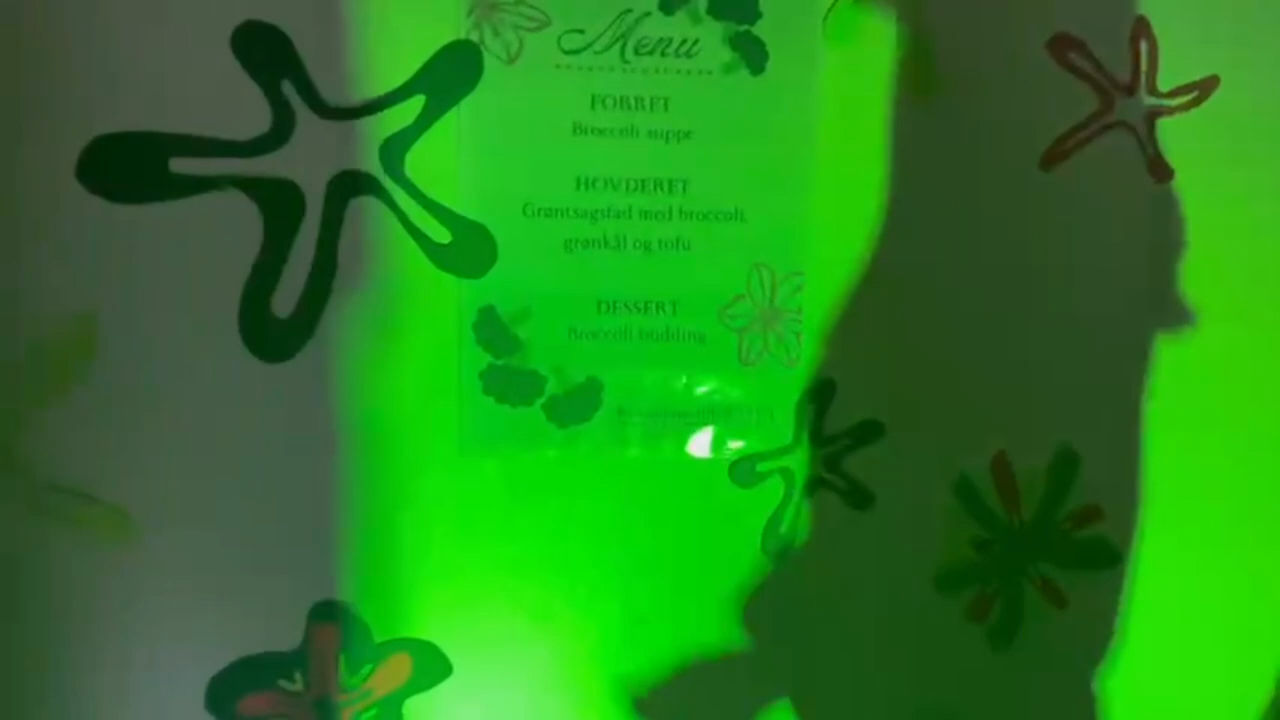 Menu
FORRET
Broccoli suppe
HOVDERET
Grøntsagsfad med broccoli,
grønkål og tofu
DESSERT
Broccoli budding